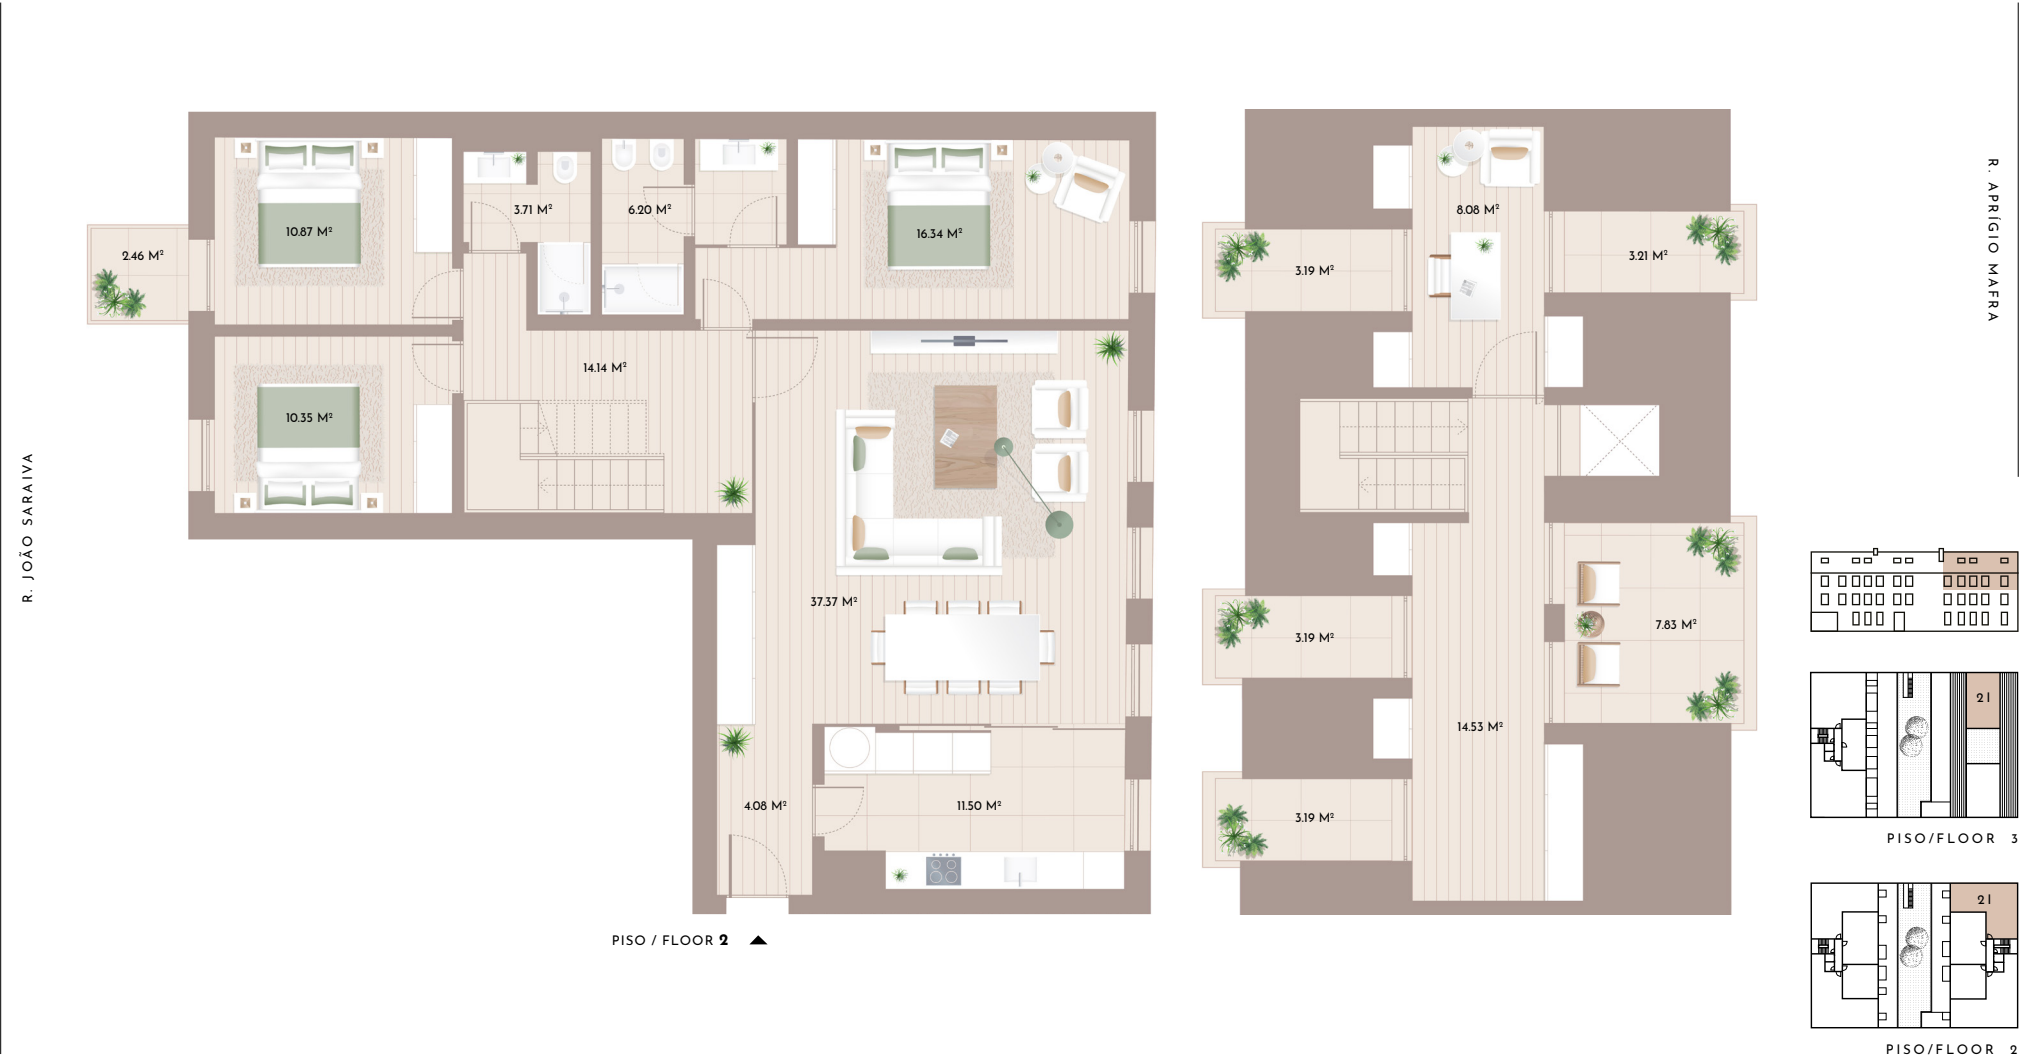 R. JOÃO SARAIVA
2.46 M²
10.87 M²
10.35 M²
3.71 M²
6.20 M²
16.34 M²
14.14 M²
37.37 M²
4.08 M²
11.50 M²
PISO / FLOOR 2
8.08 M²
3.19 M²
3.21 M²
3.19 M²
7.83 M²
14.53 M²
3.19 M²
R. APRÍGIO MAFRA
21
PISO/FLOOR 3
21
PISO/FLOOR 2